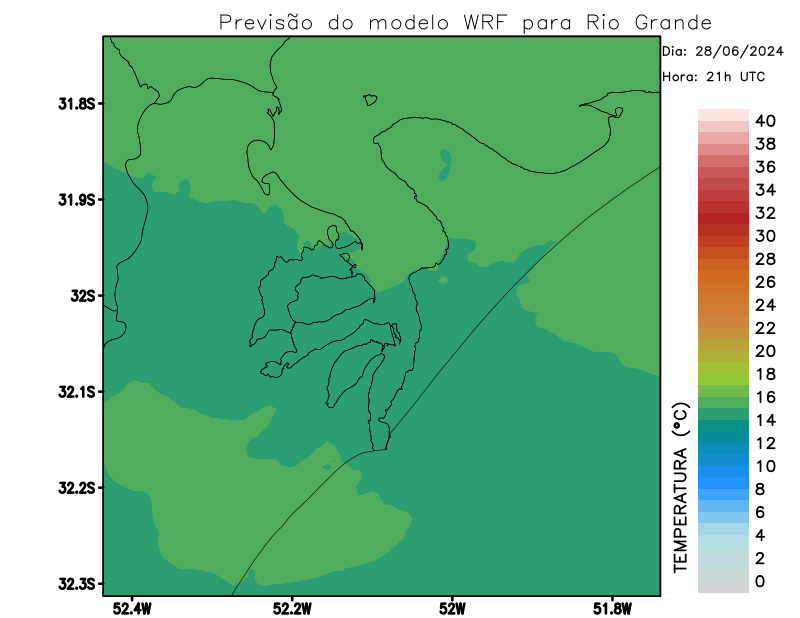 Previsão do modelo WRF para Rio Grande
Dia: 28/06/2024
Hora: 21h UTC
31.8S
31.9S
32S
32.1S
32.2S
32.3S
52.4W
52.2W
52W
51.8W
TEMPERATURA (°C)
40
38
36
34
32
30
28
26
24
22
20
18
16
14
12
10
8
6
4
2
0